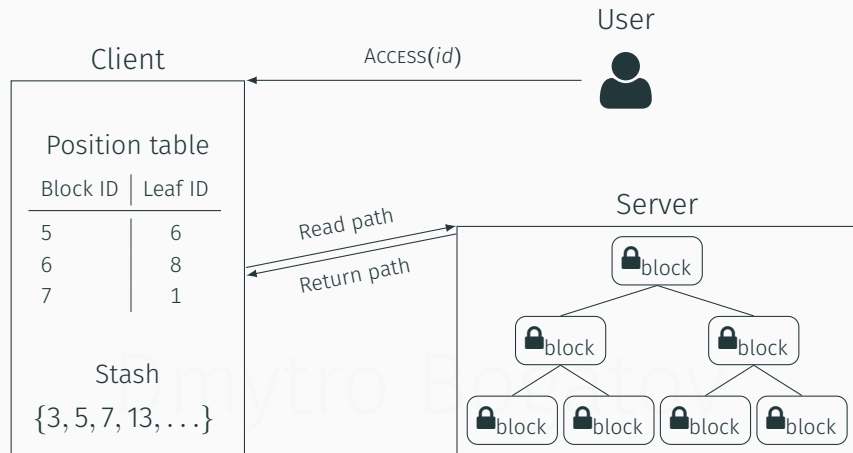 User
Client
ACCESS(id)
Position table
Block ID Leaf ID
5 6
6 8
7 1
Read path
Return path
Server
block
block
block
block
block
block
block
Stash
{3, 5, 7, 13, . . .}